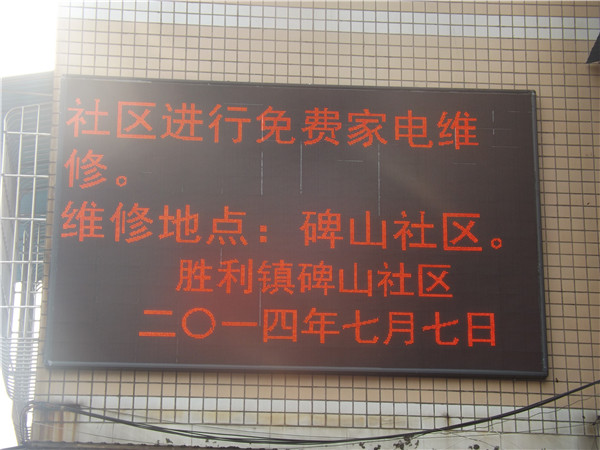 社区进行免费家电维
修。
维修地点：碑山社区。
胜利镇碑山社区
二〇一四年七月七日